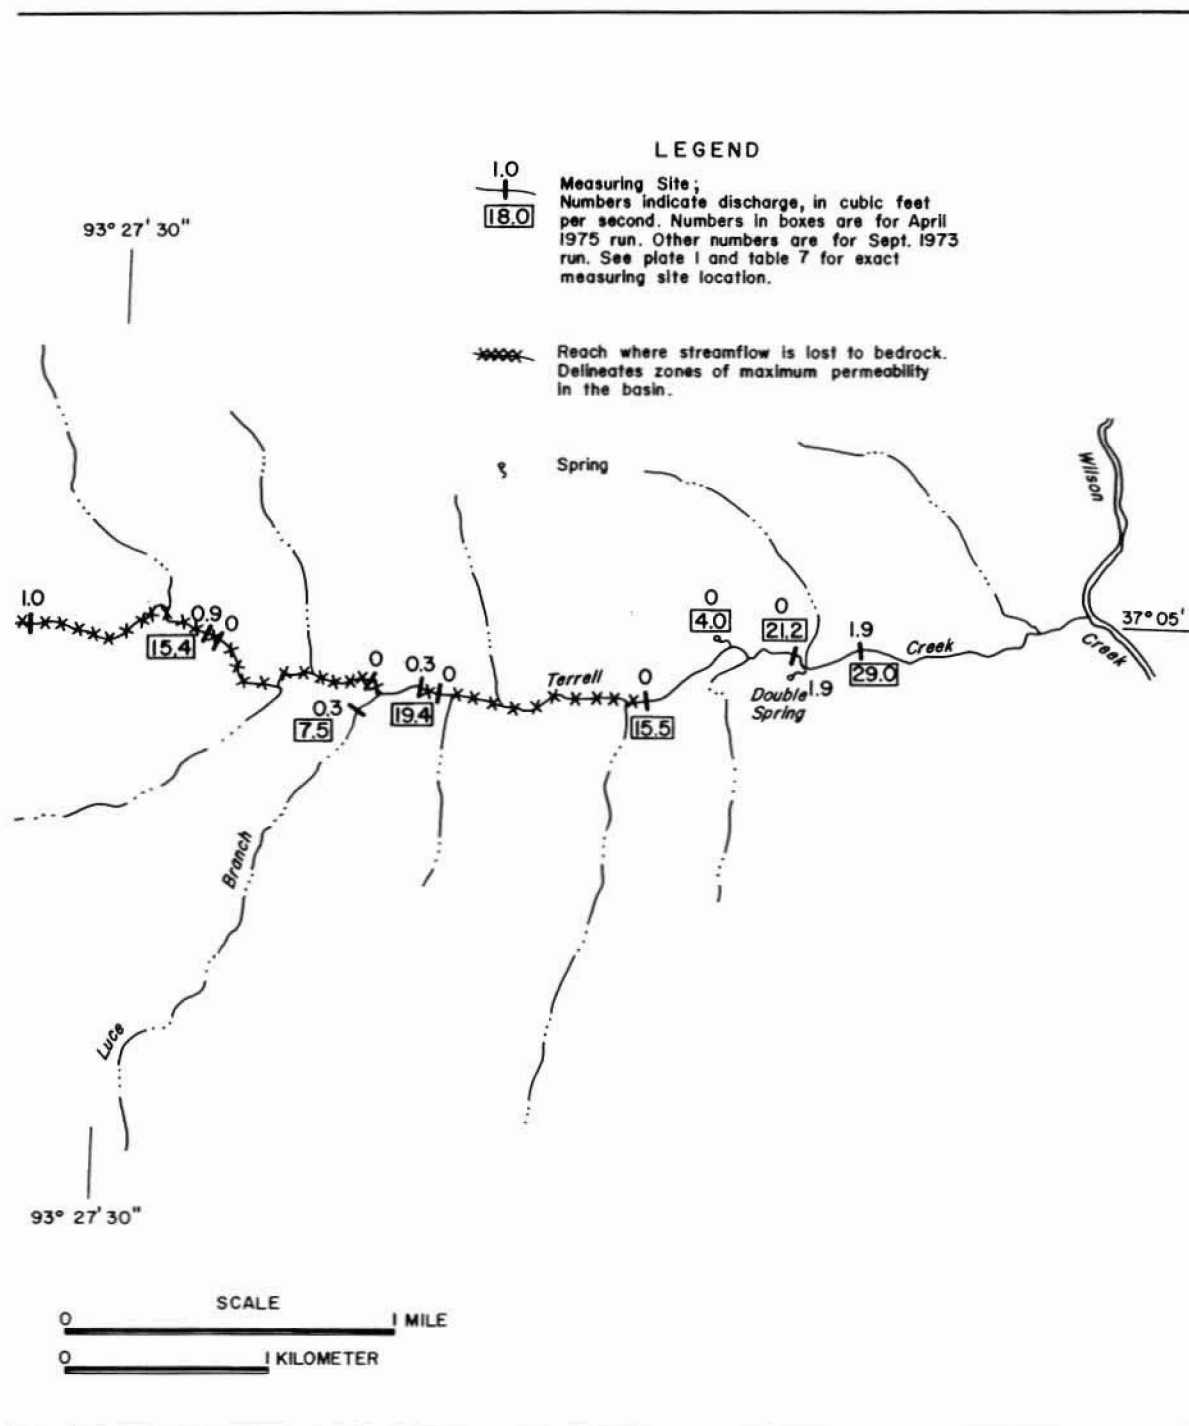 LEGEND
1.0
18.0
Measuring Site;
Numbers indicate discharge, in cubic feet
per second. Numbers in boxes are for April
1975 run. Other numbers are for Sept. 1973
run. See plate 1 and table 7 for exact
measuring site location.
93° 27' 30"
Reach where streamflow is lost to bedrock.
Delineates zones of maximum permeability
in the basin.
Spring
Wilson
Creek
37° 05'
1.0
0.9
0
15.4
0
0.3
0
0.3
7.5
19.4
Terrell
Creek
0
15.5
0
4.0
0
21.2
1.9
29.0
Double
Spring
1.9
Luce
Branch
93° 27' 30"
SCALE
0 1 MILE
0 1 KILOMETER